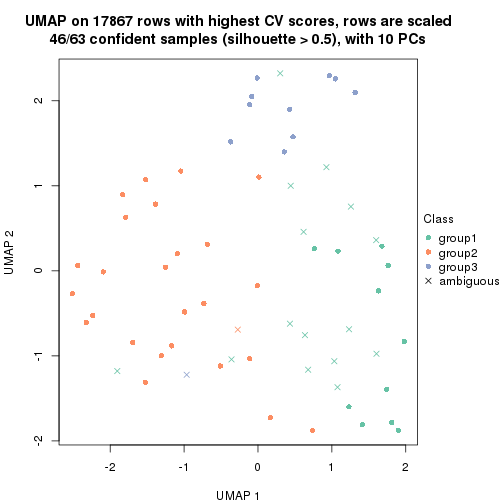 UMAP on 17867 rows with highest CV scores, rows are scaled
46/63 confident samples (silhouette > 0.5), with 10 PCs
2
1
0
-1
-2
UMAP 2
-2
-1
0
1
2
UMAP 1
Class
group1
group2
group3
ambiguous